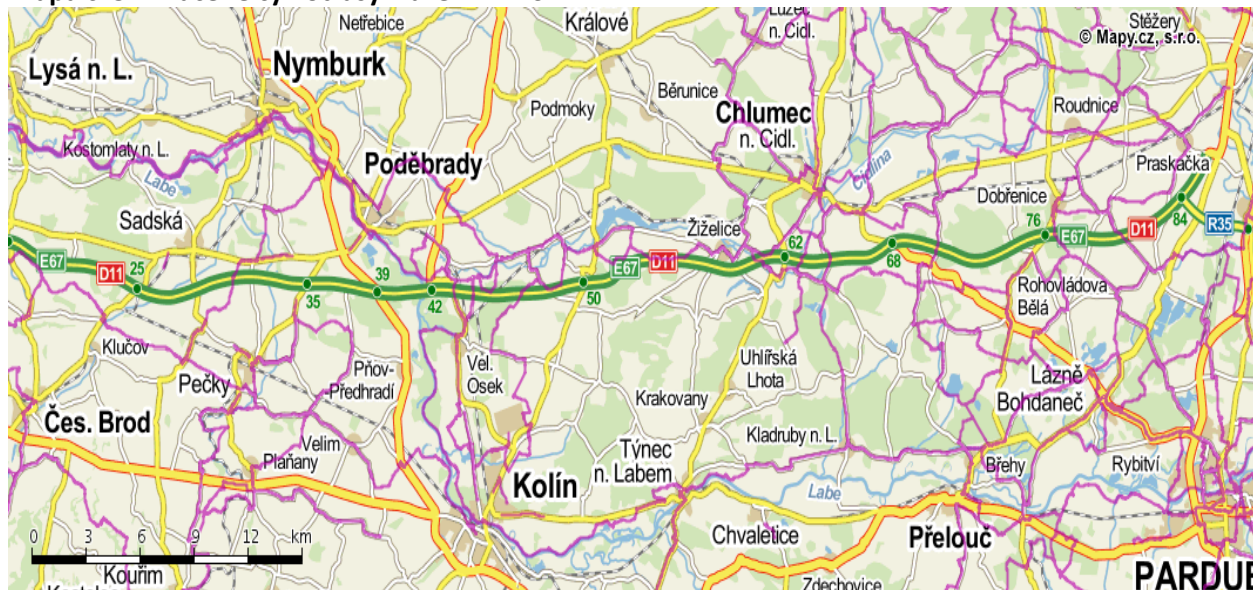 Netřebice
Králové
n. Cidl.
Stěžery
© Mapy.cz, s.r.o.
Lysá n. L.
Nymburk
Běrunice
Podmoky
Chlumec
n. Cidl.
Roudnice
Kostomlaty n. L.
Poděbrady
Praskačka
Labe
Cidlina
Dobřenice
Sadská
Žiželice
62
76
E67
D11
84
R35
E67
D11
25
39
E67
D11
68
35
42
50
Rohovládova
Bělá
Klučov
Pňov-
Předhradí
Vel.
Osek
Uhlířská
Lhota
Pečky
Lázně
Bohdaneč
Krakovany
Čes. Brod
Velim
Kladruby n. L.
Týnec
n. Labem
Plaňany
Břehy
Rybitví
Kolín
Labe
0 3 6 9 12 km
Chvaletice
Přelouč
Kouřim
Zdechovice
PARDUB